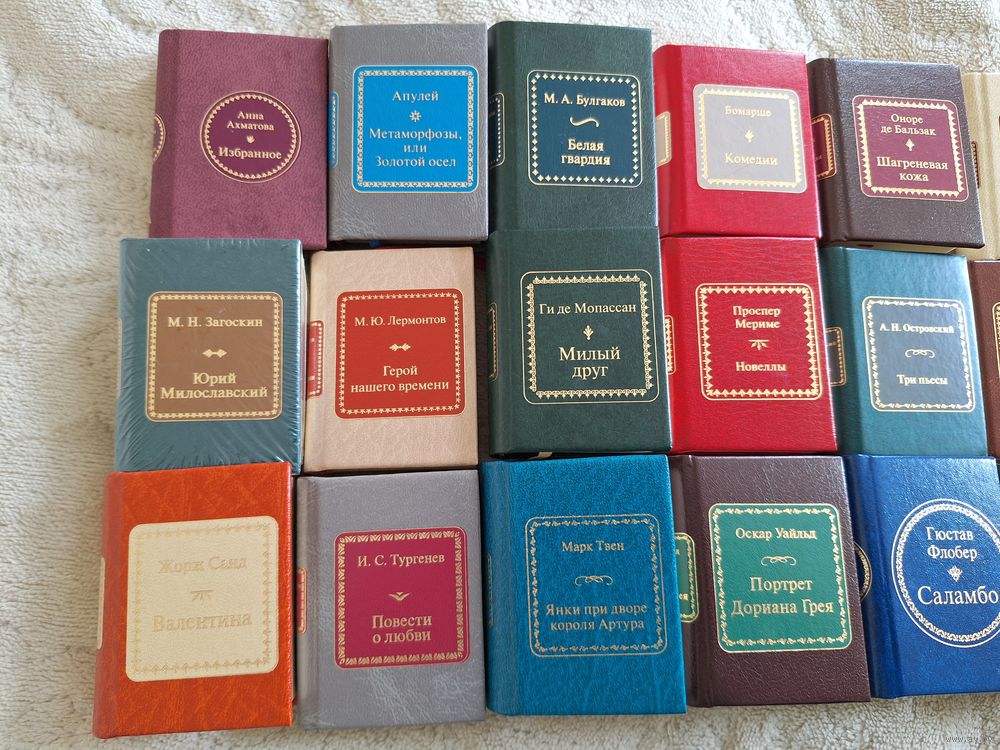 Анна
Ахматова
Избранное
Апулей
Метаморфозы,
или
Золотой осел
М. А. Булгаков
Белая
гвардия
Бомарше
Комедии
Оноре
де Бальзак
Шагреневая
кожа
М. Н. Загоскин
Юрий
Милославский
М. Ю. Лермонтов
Герой
нашего времени
Ги де Мопассан
Милый
друг
Проспер
Мериме
Новеллы
А. Н. Островский
Три пьесы
Жорж Санд
Валентина
И. С. Тургенев
Повести
о любви
Марк Твен
Янки при дворе
короля Артура
Оскар Уайльд
Портрет
Дориана Грея
Гюстав
Флобер
Саламбо